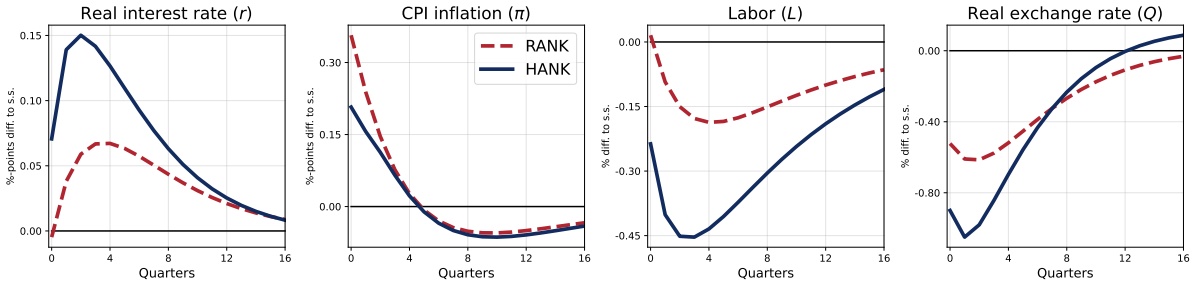 Real interest rate (r)
%-points diff. to s.s.
0.15
0.10
0.05
0.00
0 4 8 12 16
Quarters
CPI inflation (π)
%-points diff. to s.s.
0.30
0.15
0.00
RANK
HANK
0 4 8 12 16
Quarters
Labor (L)
% diff. to s.s.
0.00
-0.15
-0.30
-0.45
0 4 8 12 16
Quarters
Real exchange rate (Q)
% diff. to s.s.
0.00
-0.40
-0.80
0 4 8 12 16
Quarters